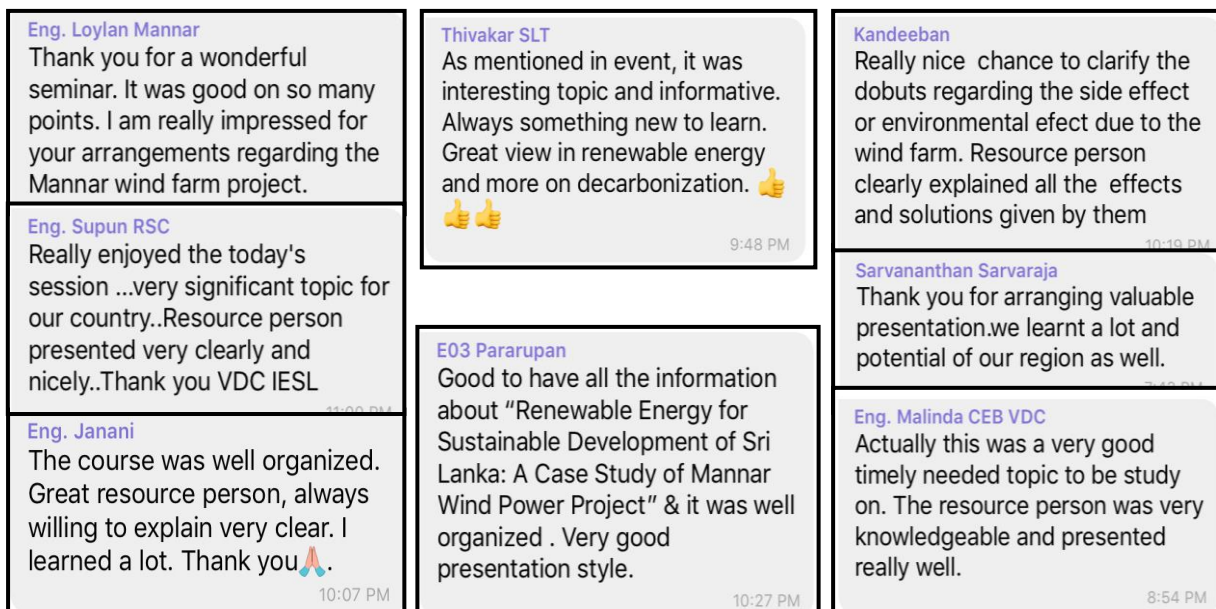 Eng. Loylan Mannar
Thank you for a wonderful
seminar. It was good on so many
points. I am really impressed for
your arrangements regarding the
Mannar wind farm project.
Eng. Supun RSC
Really enjoyed the today's
session ...very significant topic for
our country..Resource person
presented very clearly and
nicely..Thank you VDC IESL
11:00 PM
Eng. Janani
The course was well organized.
Great resource person, always
willing to explain very clear. I
learned a lot. Thank you🙏.
10:07 PM
Thivakar SLT
As mentioned in event, it was
interesting topic and informative.
Always something new to learn.
Great view in renewable energy
and more on decarbonization. 👍
👍👍
9:48 PM
E03 Pararupan
Good to have all the information
about “Renewable Energy for
Sustainable Development of Sri
Lanka: A Case Study of Mannar
Wind Power Project” & it was well
organized . Very good
presentation style.
10:27 PM
Kandeeban
Really nice  chance to clarify the
dobuts regarding the side effect
or environmental efect due to the
wind farm. Resource person
clearly explained all the  effects
and solutions given by them
10:19 PM
Sarvananthan Sarvaraja
Thank you for arranging valuable
presentation.we learnt a lot and
potential of our region as well.
Eng. Malinda CEB VDC
Actually this was a very good
timely needed topic to be study
on. The resource person was very
knowledgeable and presented
really well.
8:54 PM